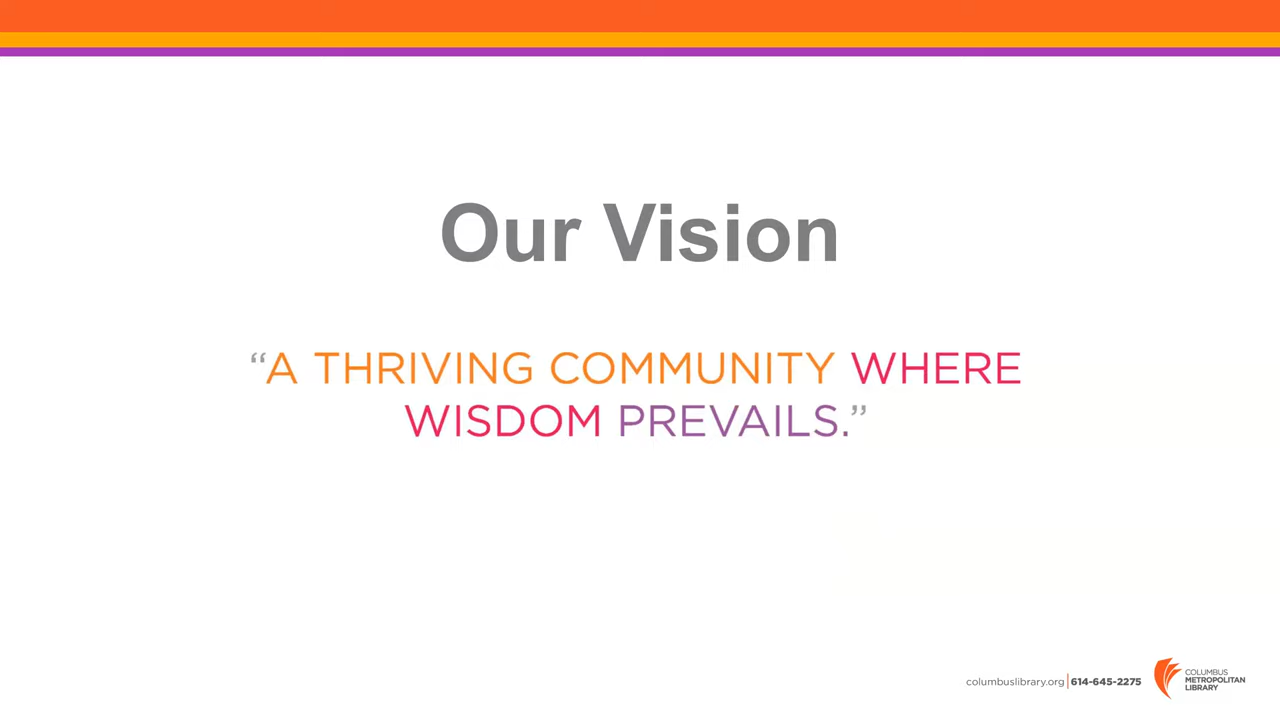 Our Vision
“A THRIVING COMMUNITY WHERE
WISDOM PREVAILS.”
columbuslibrary.org | 614-645-2275
COLUMBUS
METROPOLITAN
LIBRARY